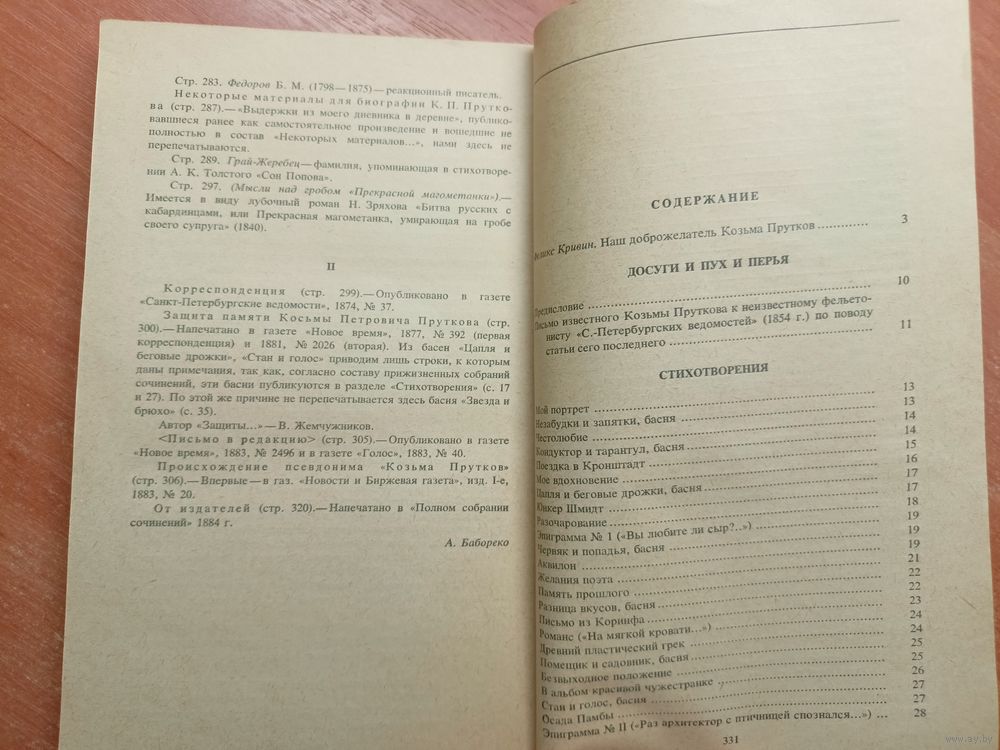 Стр. 283. Федоров Б. М. (1798—1875)—реакционный писатель.
Некоторые материалы для биографии К. П. Прутко-
ва (стр. 287).—«Выдержки из моего дневника в деревне», публико-
вавшиеся ранее как самостоятельное произведение и вошедшие не
полностью в состав «Некоторых материалов...», нами здесь не
перепечатываются.
Стр. 289. Грай-Жеребец—фамилия, упоминающая в стихотворе-
нии А. К. Толстого «Сон Попова».
Стр. 297. (Мысли над гробом «Прекрасной магометанки»).—
Имеется в виду лубочный роман Н. Зряхова «Битва русских с
кабардинцами, или Прекрасная магометанка, умирающая на гробе
своего супруга» (1840).
II
Корреспонденция (стр. 299).—Опубликовано в газете
«Санкт-Петербургские ведомости», 1874, № 37.
Защита памяти Косьмы Петровича Пруткова (стр.
300).—Напечатано в газете «Новое время», 1877, № 392 (первая
корреспонденция) и 1881, № 2026 (вторая). Из басен «Цапля и
беговые дрожки», «Стан и голос» приводим лишь строки, к которым
даны примечания, так как, согласно составу прижизненных собраний
сочинений, эти басни публикуются в разделе «Стихотворения» (с. 17
и 27). По этой же причине не перепечатывается здесь басня «Звезда и
брюхо» (с. 35).
Автор «Защиты...»—В. Жемчужников.
<Письмо в редакцию> (стр. 305).—Опубликовано в газете
«Новое время», 1883, № 2496 и в газете «Голос», 1883, № 40.
Происхождение псевдонима «Козьма Прутков»
(стр. 306).—Впервые—в газ. «Новости и Биржевая газета», изд. I-е,
1883, № 20.
От издателей (стр. 320).—Напечатано в «Полном собрании
сочинений» 1884 г.
А. Бабореко
СОДЕРЖАНИЕ
Феликс Кривин. Наш доброжелатель Козьма Прутков ............ 3
ДОСУГИ И ПУХ И ПЕРЬЯ
Предисловие ............ 10
Письмо известного Козьмы Пруткова к неизвестному фельето-
нисту «С.-Петербургских ведомостей» (1854 г.) по поводу
статьи сего последнего ............ 11
СТИХОТВОРЕНИЯ
Мой портрет ............ 13
Незабудки и запятки, басня ............ 13
Честолюбие ............ 14
Кондуктор и тарантул, басня ............ 14
Поездка в Кронштадт ............ 15
Мое вдохновение ............ 16
Цапля и беговые дрожки, басня ............ 17
Юнкер Шмидт ............ 17
Разочарование ............ 18
Эпиграмма № 1 («Вы любите ли сыр?..») ............ 19
Червяк и попадья, басня ............ 19
Аквилон ............ 19
Желания поэта ............ 21
Память прошлого ............ 22
Разница вкусов, басня ............ 22
Письмо из Коринфа ............ 23
Романс («На мягкой кровати...») ............ 24
Древний пластический грек ............ 24
Помещик и садовник, басня ............ 25
Безвыходное положение ............ 25
В альбом красивой чужестранке ............ 26
Стан и голос, басня ............ 27
Осада Памбы ............ 27
Эпиграмма № II («Раз архитектор с птичницей спознался...») ... 28
331
www.ay.by